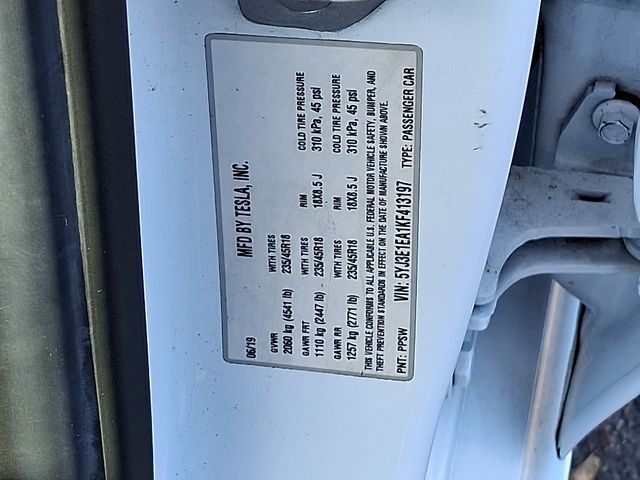 06/19 MFD BY TESLA, INC.
GVWR WITH TIRES
2060 kg (4541 lb) 235/45R18
GAWR FRT WITH TIRES RIM COLD TIRE PRESSURE
1110 kg (2447 lb) 235/45R18 18X8.5 J 310 kPa, 45 psi
GAWR RR WITH TIRES RIM COLD TIRE PRESSURE
1257 kg (2771 lb) 235/45R18 18X8.5 J 310 kPa, 45 psi
THIS VEHICLE CONFORMS TO ALL APPLICABLE U.S. FEDERAL MOTOR VEHICLE SAFETY, BUMPER, AND
THEFT PREVENTION STANDARDS IN EFFECT ON THE DATE OF MANUFACTURE SHOWN ABOVE.
PNT: PPSW VIN: 5YJ3E1EA1KF413197 TYPE: PASSENGER CAR